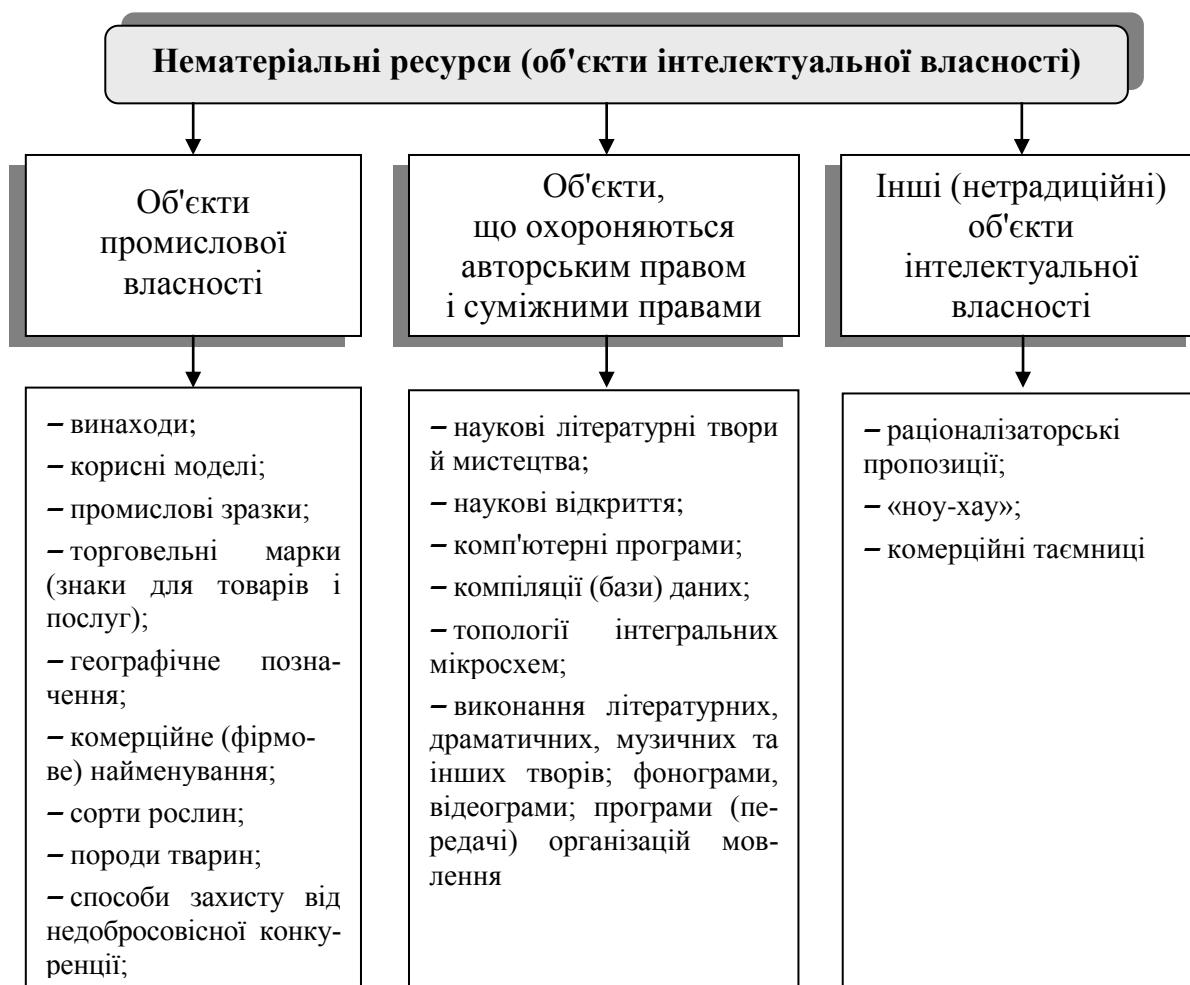 Нематеріальні ресурси (об'єкти інтелектуальної власності)
Об'єкти
промислової
власності
Об'єкти,
що охороняються
авторським правом
і суміжними правами
Інші (нетрадиційні)
об'єкти
інтелектуальної
власності
– винаходи;
– корисні моделі;
– промислові зразки;
– торговельні марки
(знаки для товарів і
послуг);
– географічне позна-
чення;
– комерційне (фірмо-
ве) найменування;
– сорти рослин;
– породи тварин;
– способи захисту від
недобросовісної конку-
ренції;
– наукові літературні твори
й мистецтва;
– наукові відкриття;
– комп'ютерні програми;
– компіляції (бази) даних;
– топології інтегральних
мікросхем;
– виконання літературних,
драматичних, музичних та
інших творів; фонограми,
відеограми; програми (пе-
редачі) організацій мов-
лення
– раціоналізаторські
пропозиції;
– «ноу-хау»;
– комерційні таємниці